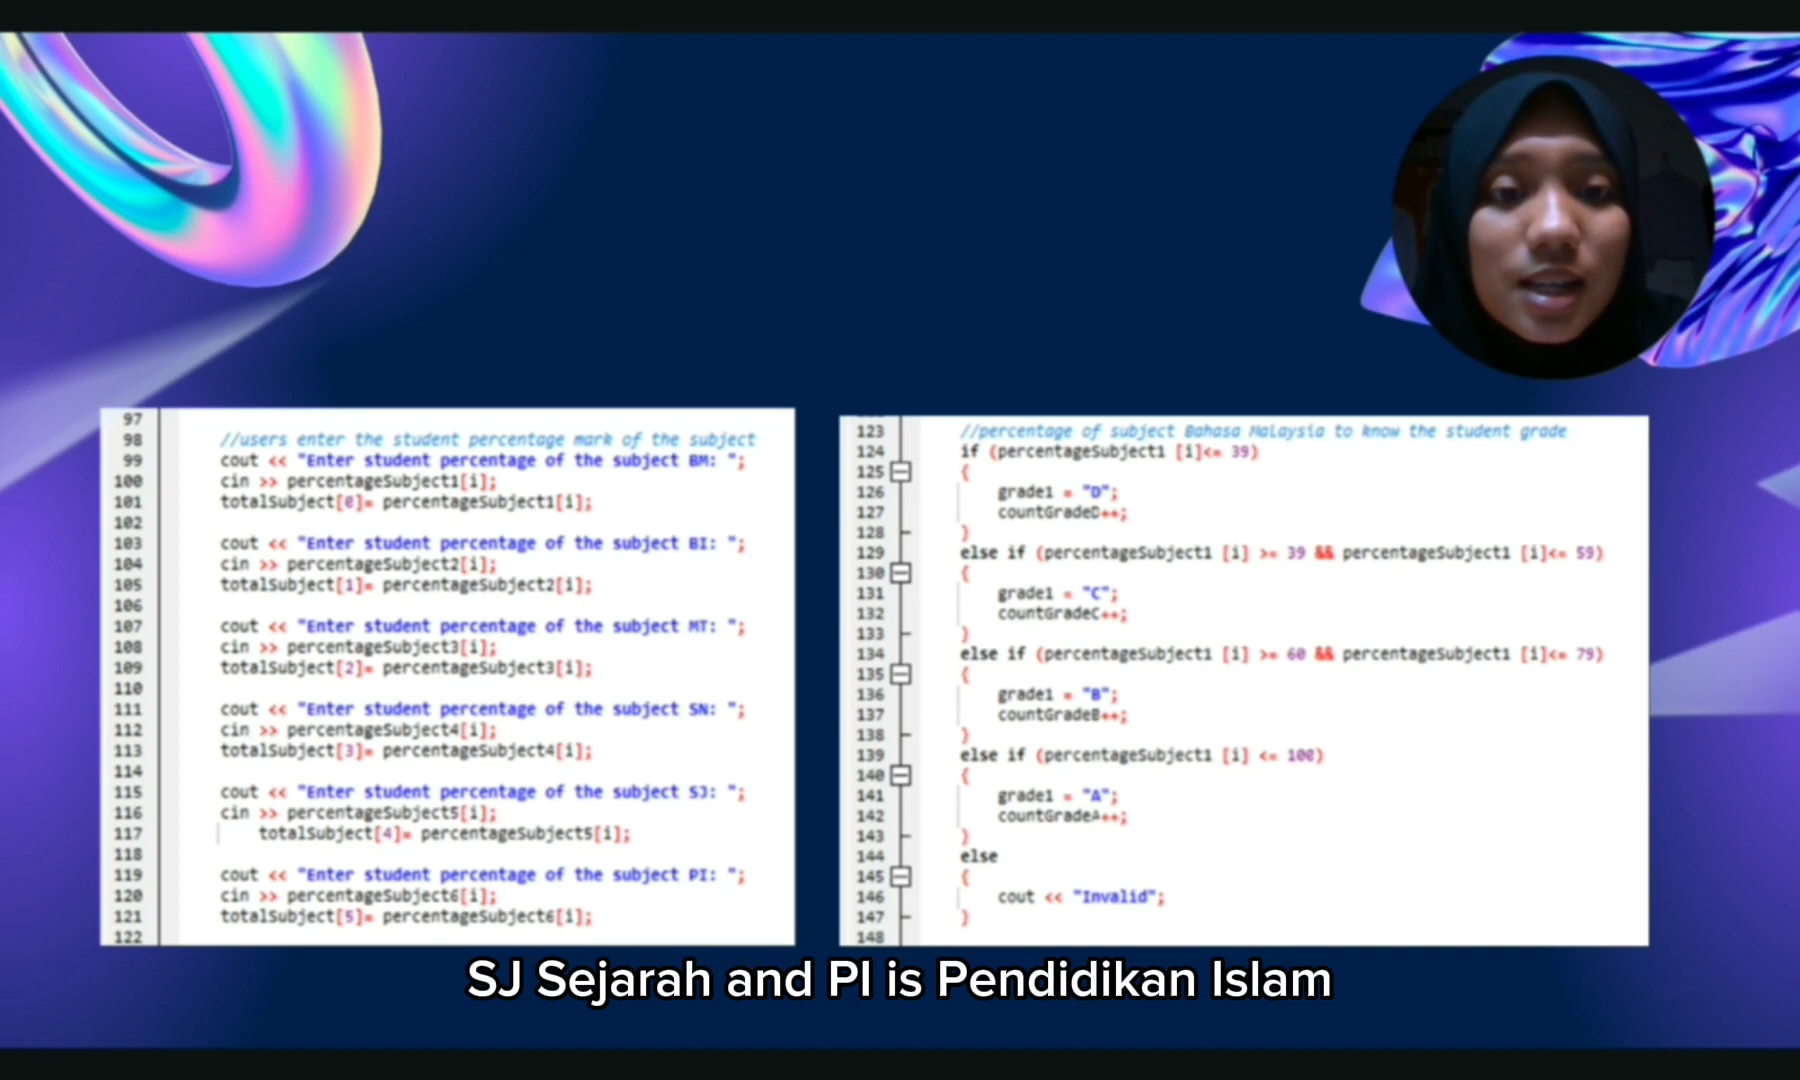 97
98 //users enter the student percentage mark of the subject
99 cout << "Enter student percentage of the subject BM: ";
100 cin >> percentageSubject1[i];
101 totalSubject[0]= percentageSubject1[i];
102
103 cout << "Enter student percentage of the subject BI: ";
104 cin >> percentageSubject2[i];
105 totalSubject[1]= percentageSubject2[i];
106
107 cout << "Enter student percentage of the subject MT: ";
108 cin >> percentageSubject3[i];
109 totalSubject[2]= percentageSubject3[i];
110
111 cout << "Enter student percentage of the subject SN: ";
112 cin >> percentageSubject4[i];
113 totalSubject[3]= percentageSubject4[i];
114
115 cout << "Enter student percentage of the subject SJ: ";
116 cin >> percentageSubject5[i];
117 totalSubject[4]= percentageSubject5[i];
118
119 cout << "Enter student percentage of the subject PI: ";
120 cin >> percentageSubject6[i];
121 totalSubject[5]= percentageSubject6[i];
122
123 //percentage of subject Bahasa Malaysia to know the student grade
124 if (percentageSubject1 [i]<= 39)
125 {
126 grade1 = "D";
127 countGradeD++;
128 }
129 else if (percentageSubject1 [i] >= 39 && percentageSubject1 [i]<= 59)
130 {
131 grade1 = "C";
132 countGradeC++;
133 }
134 else if (percentageSubject1 [i] >= 60 && percentageSubject1 [i]<= 79)
135 {
136 grade1 = "B";
137 countGradeB++;
138 }
139 else if (percentageSubject1 [i] <= 100)
140 {
141 grade1 = "A";
142 countGradeA++;
143 }
144 else
145 {
146 cout << "Invalid";
147 }
148
SJ Sejarah and PI is Pendidikan Islam